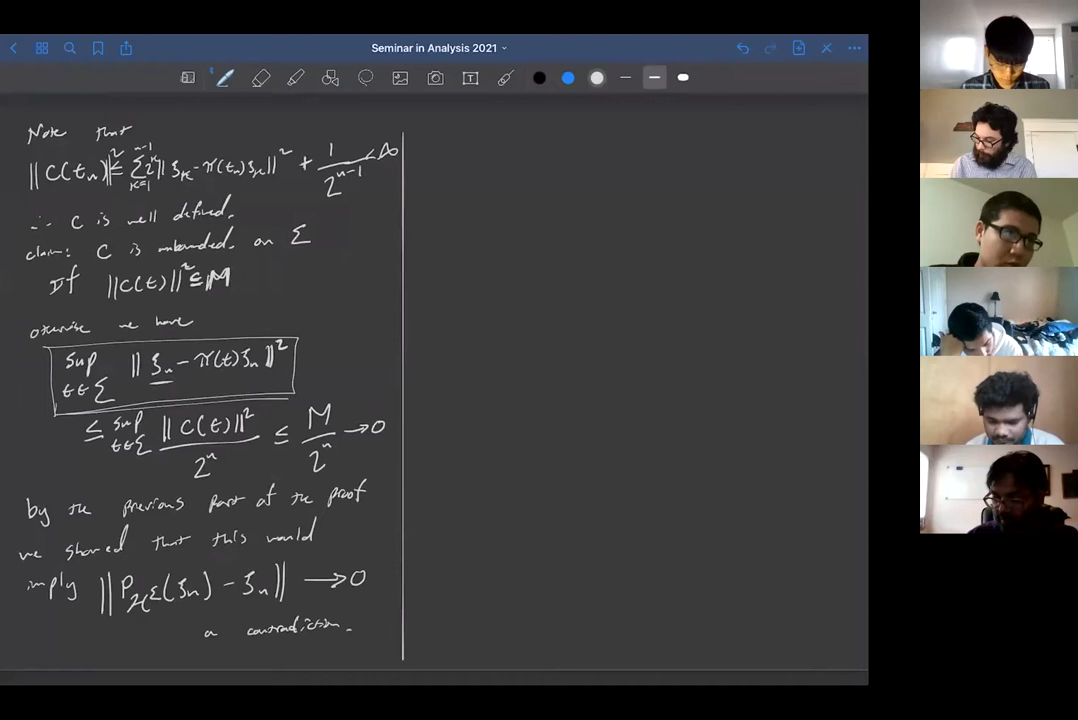 Seminar in Analysis 2021
Note that
||C(t_n)||² ≤ ∑_{k=1}^{n-1} 2^k ||ξ_k - π(t_n)ξ_k||² + 1/2^{n-1} < ∞
∴ C is well defined.
claim: C is unbounded. on Σ
If ||C(t)||² ≤ M
oterwise we have
sup_{t∈Σ} ||ξ_n - π(t)ξ_n||²
≤ sup_{t∈Σ} ||C(t)||²/2^n ≤ M/2^n → 0
by the previous part of the proof
we showed that this would
imply ||P_{ℋ^Σ}(ξ_n) - ξ_n|| → 0
a contradiction.